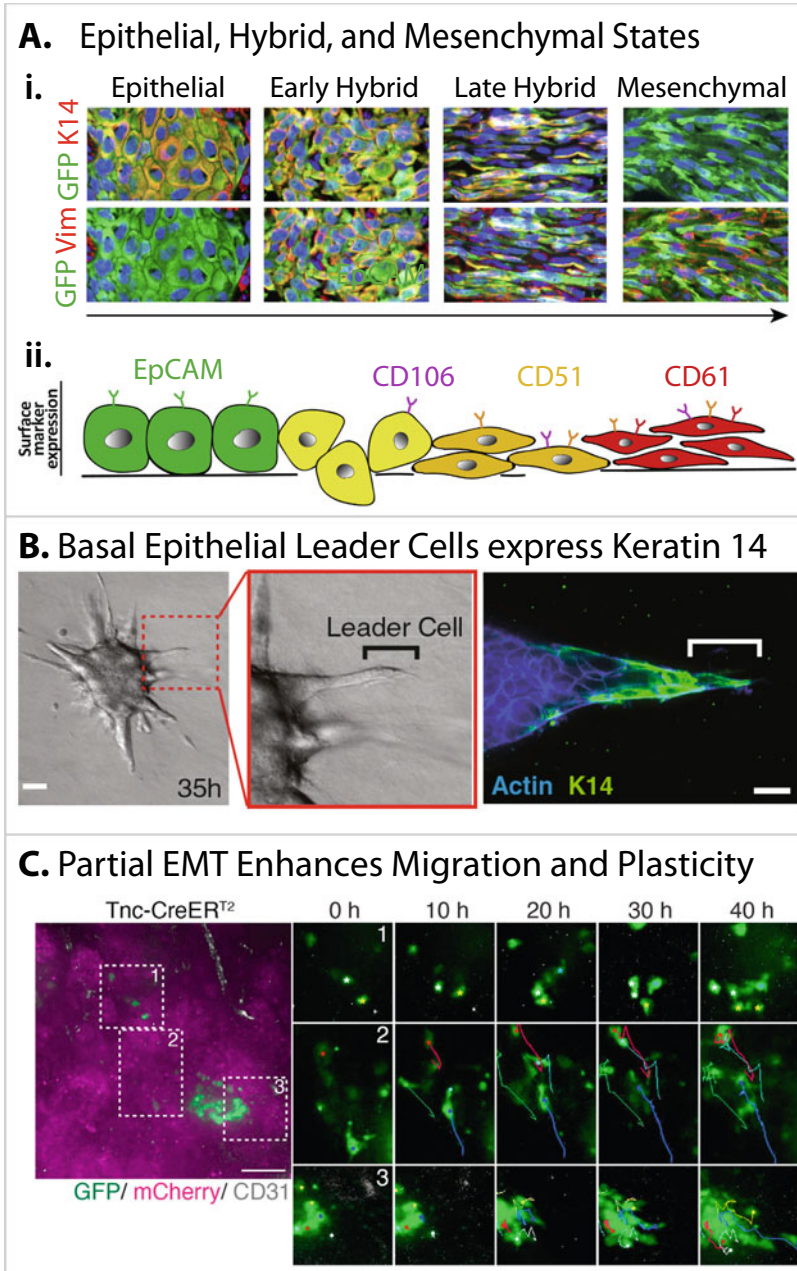 A. Epithelial, Hybrid, and Mesenchymal States
i.
Epithelial
Early Hybrid
Late Hybrid
Mesenchymal
GFP K14
GFP Vim
EpCAM
ii.
EpCAM
CD106
CD51
CD61
Surface
marker
expression
B. Basal Epithelial Leader Cells express Keratin 14
Leader Cell
35h
Actin K14
C. Partial EMT Enhances Migration and Plasticity
Tnc-CreERT2
0 h
10 h
20 h
30 h
40 h
1
2
3
1
2
3
GFP/ mCherry/ CD31